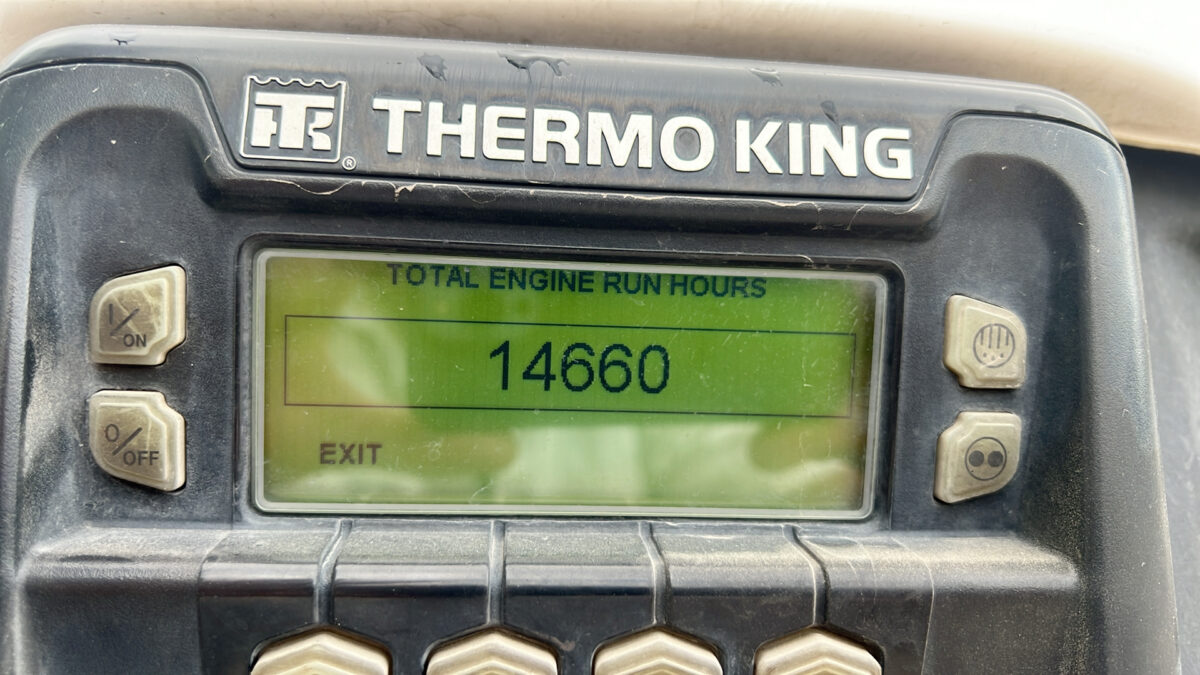 TK ® THERMO KING
TOTAL ENGINE RUN HOURS
14660
EXIT
I/ON
O/OFF